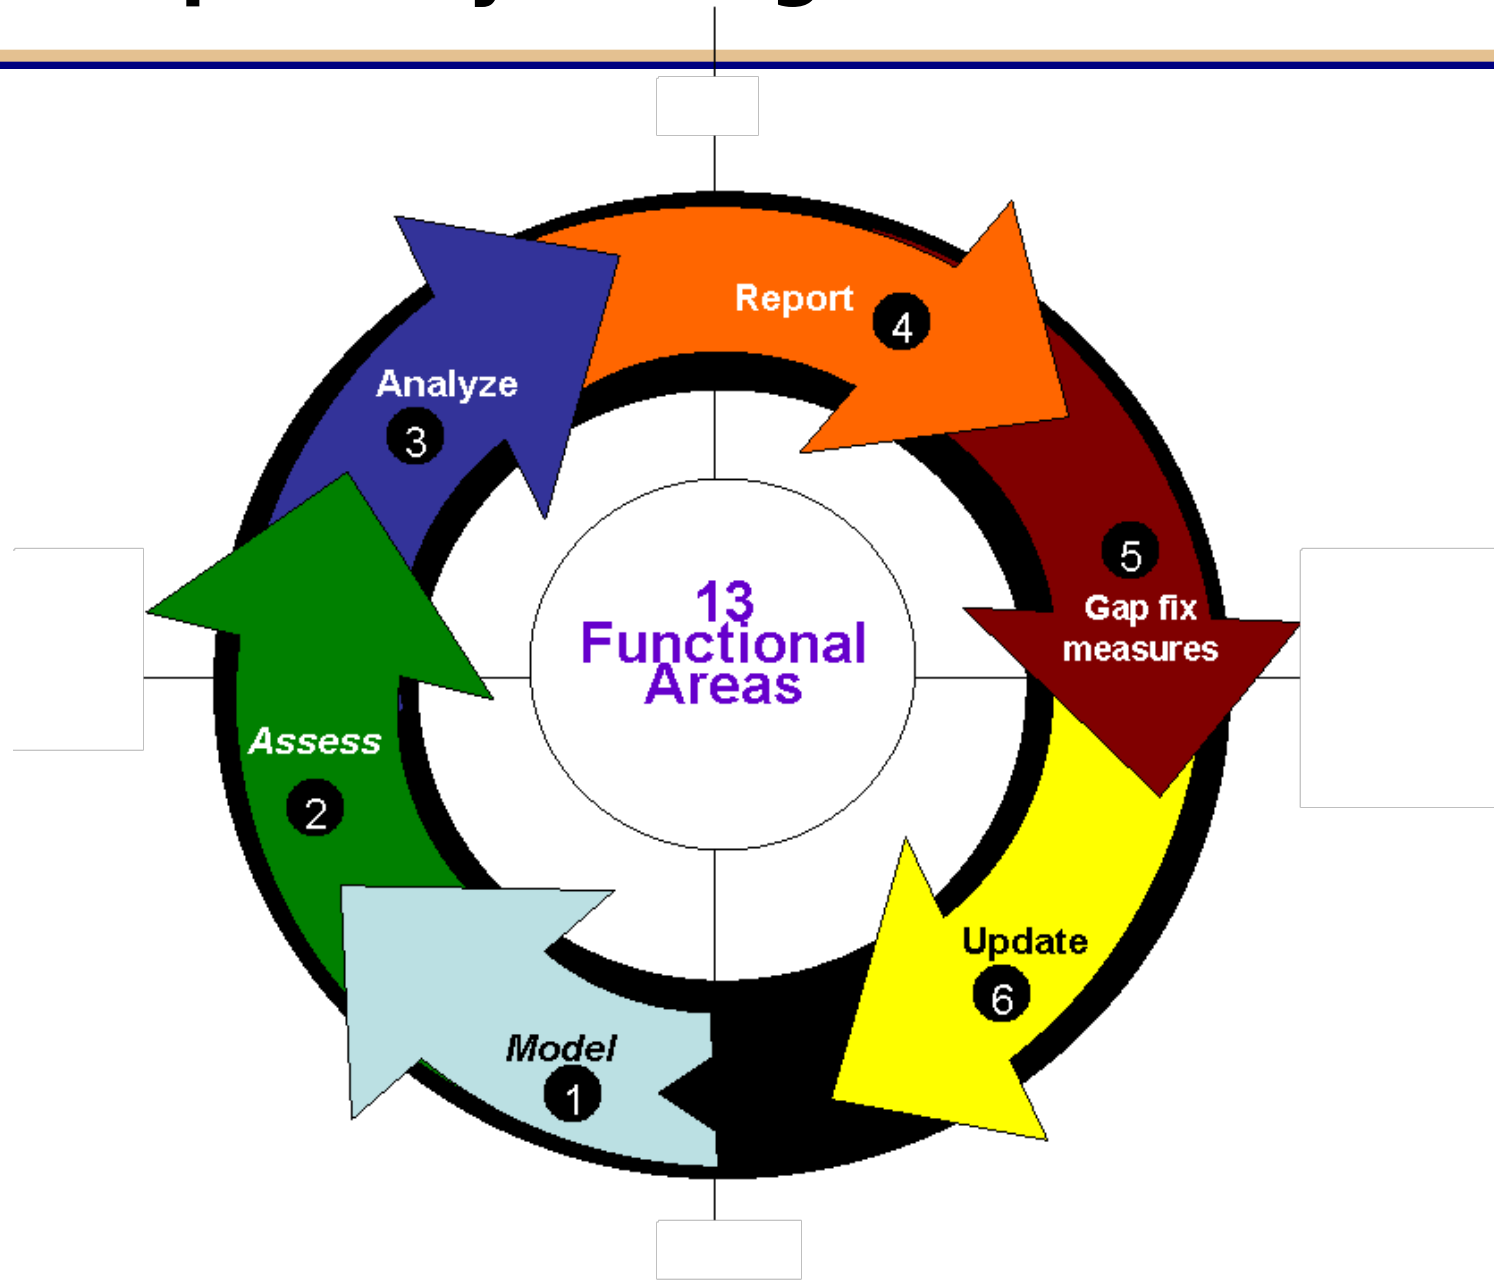 Report
4
Analyze
3
5
Gap fix
measures
13
Functional
Areas
Assess
2
Update
6
Model
1